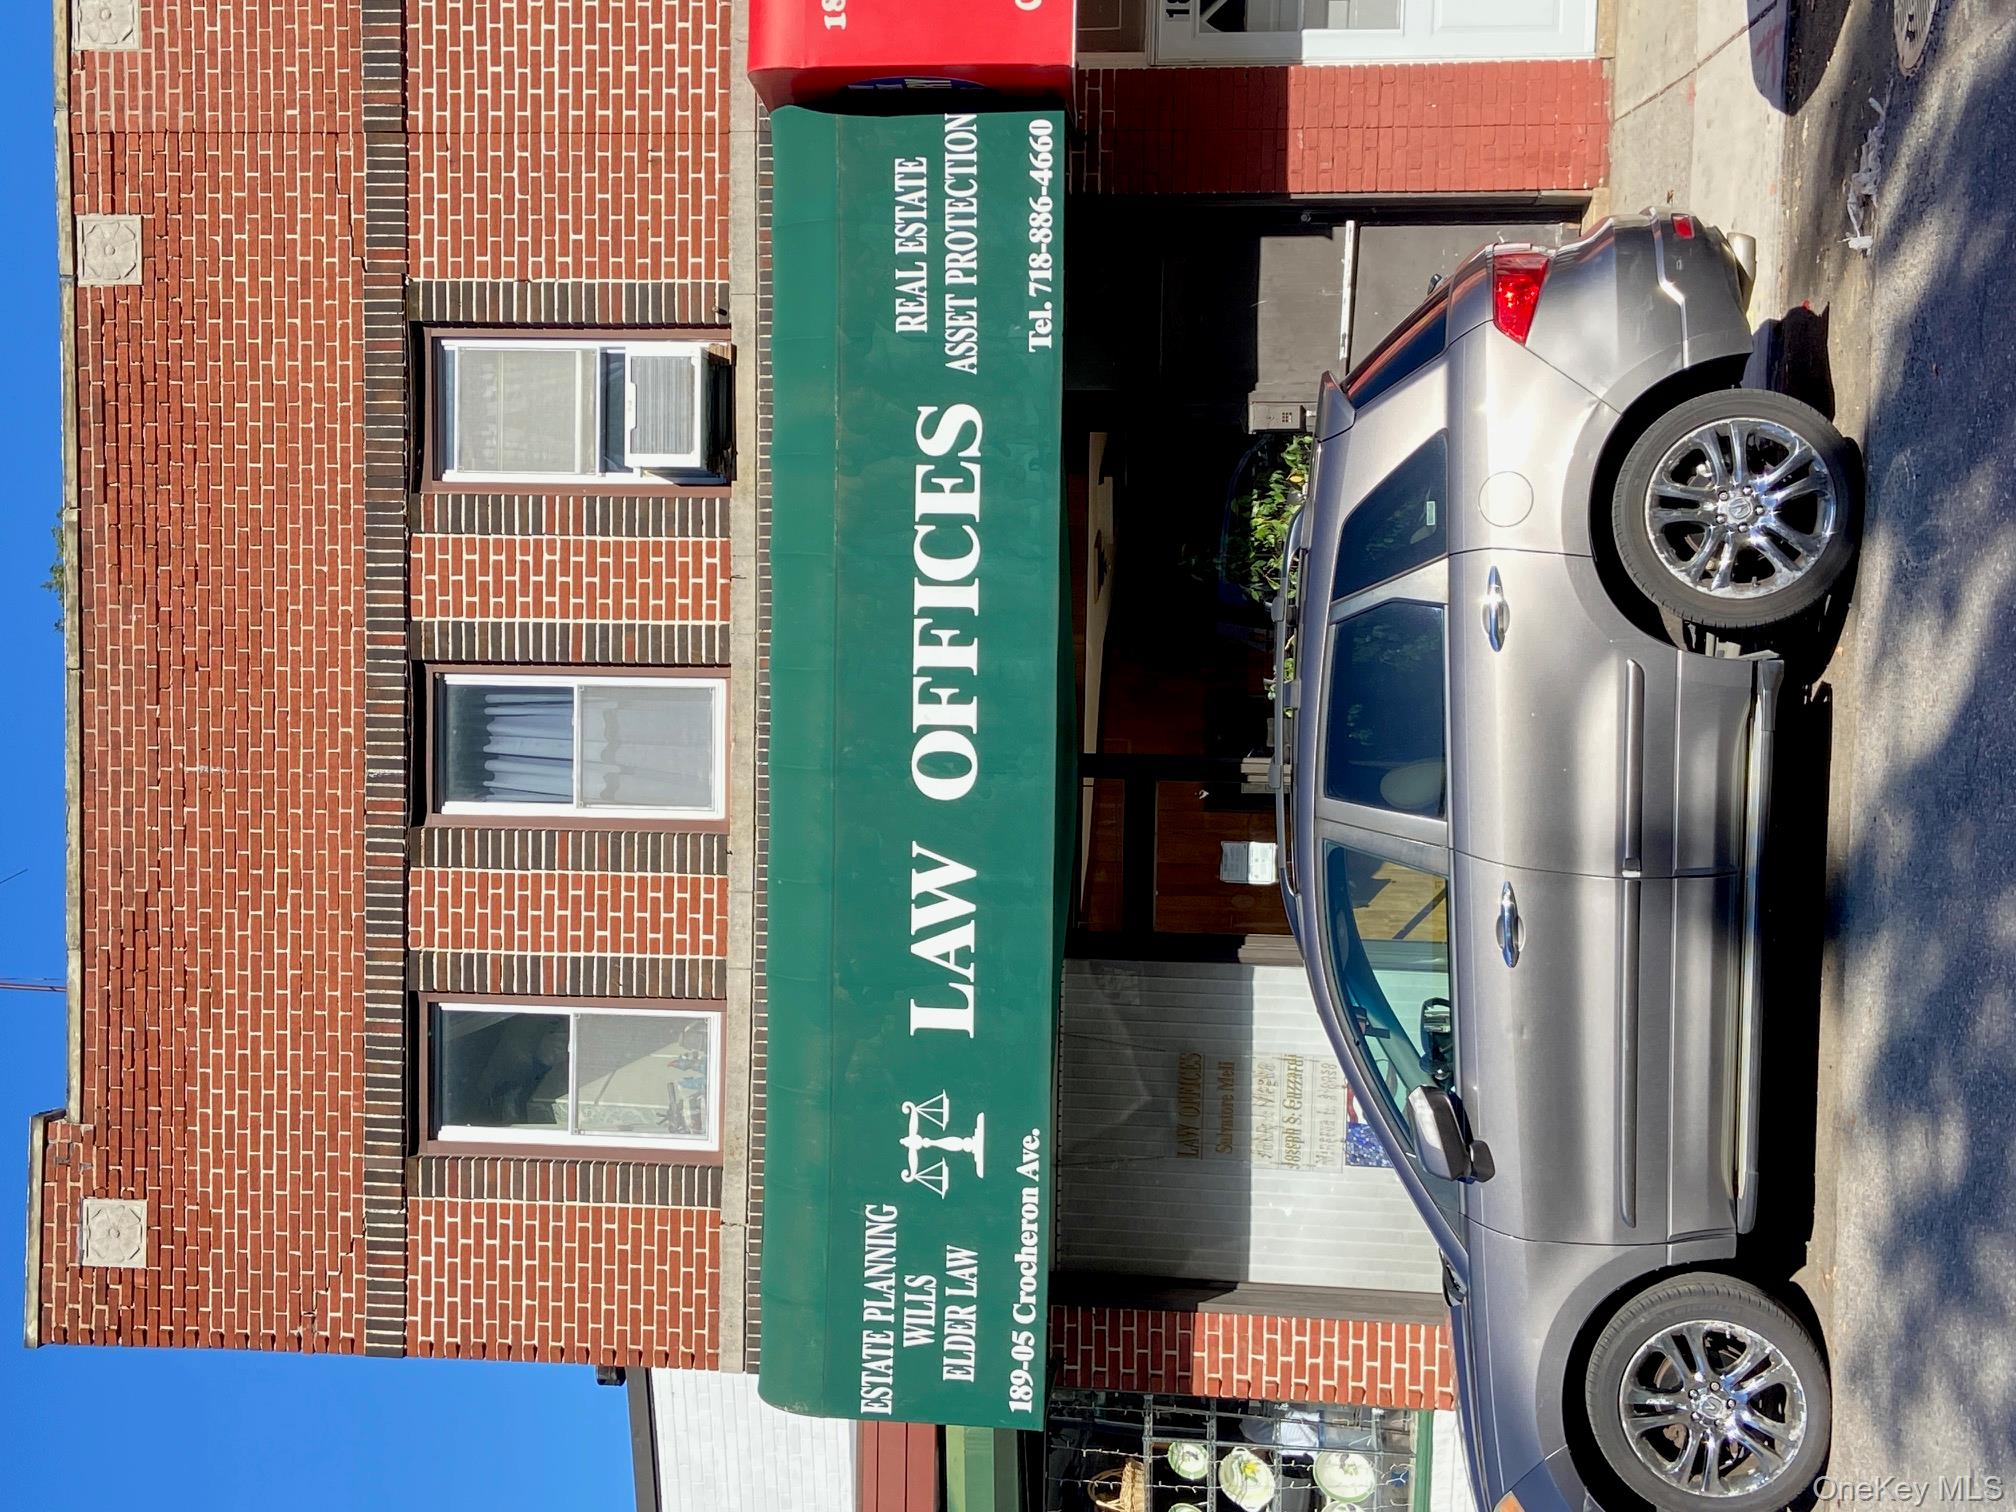 ESTATE PLANNING
WILLS
ELDER LAW
LAW OFFICES
REAL ESTATE
ASSET PROTECTION
189-05 Crocheron Ave.
Tel. 718-886-4660
18
LAW OFFICES
Salvatore Meli
Joseph S. Guzzardi
OneKey MLS